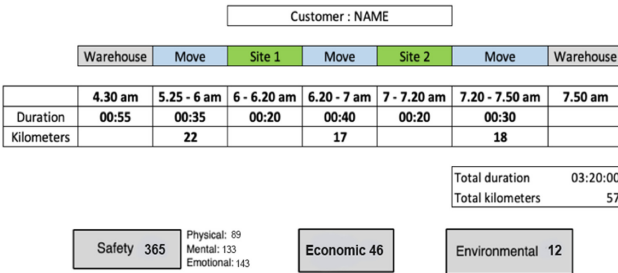 Customer : NAME
Warehouse Move Site 1 Move Site 2 Move Warehouse
4.30 am 5.25 - 6 am 6 - 6.20 am 6.20 - 7 am 7 - 7.20 am 7.20 - 7.50 am 7.50 am
Duration 00:55 00:35 00:20 00:40 00:20 00:30
Kilometers 22 17 18
Total duration 03:20:00
Total kilometers 57
Safety 365
Physical: 89
Mental: 133
Emotional: 143
Economic 46
Environmental 12